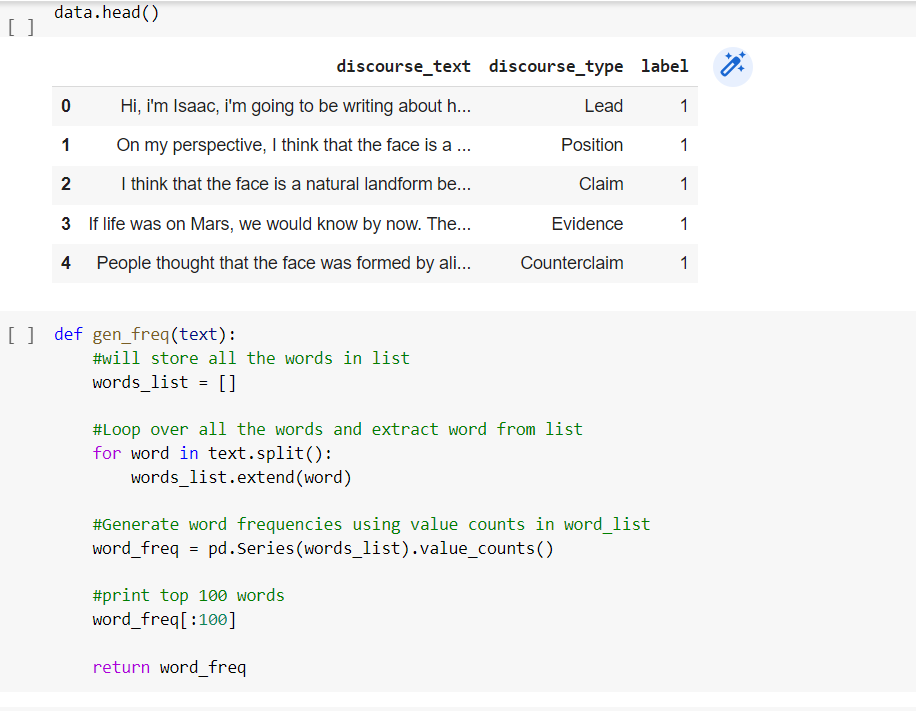 data.head()
[ ]
discourse_text discourse_type label
0 Hi, i'm Isaac, i'm going to be writing about h... Lead 1
1 On my perspective, I think that the face is a ... Position 1
2 I think that the face is a natural landform be... Claim 1
3 If life was on Mars, we would know by now. The... Evidence 1
4 People thought that the face was formed by ali... Counterclaim 1
[ ] def gen_freq(text):
#will store all the words in list
words_list = []
#Loop over all the words and extract word from list
for word in text.split():
words_list.extend(word)
#Generate word frequencies using value counts in word_list
word_freq = pd.Series(words_list).value_counts()
#print top 100 words
word_freq[:100]
return word_freq